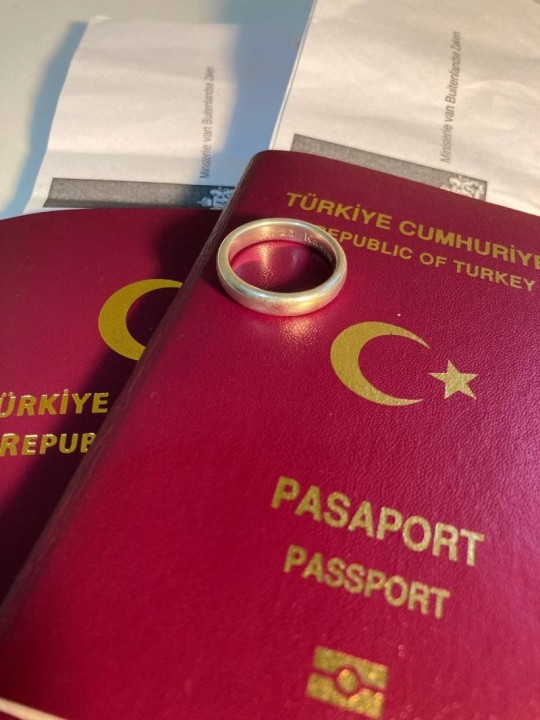 Ministerie van Buitenlandse Zaken
Ministerie van Buitenlandse Zaken
TÜRKİYE CUMHURİYE
REPUBLIC OF TURKEY
ÜRKİYE
REPUB
PASAPORT
PASSPORT